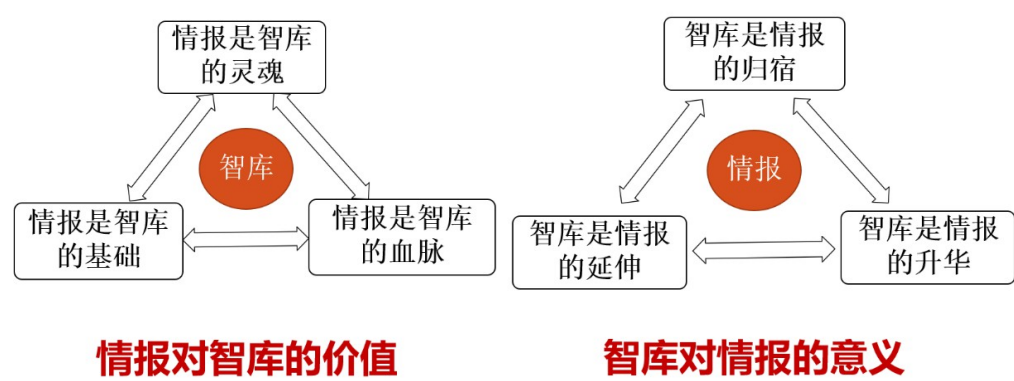 情报是智库
的灵魂
智库
情报是智库
的基础
情报是智库
的血脉
情报对智库的价值
智库是情报
的归宿
情报
智库是情报
的延伸
智库是情报
的升华
智库对情报的意义